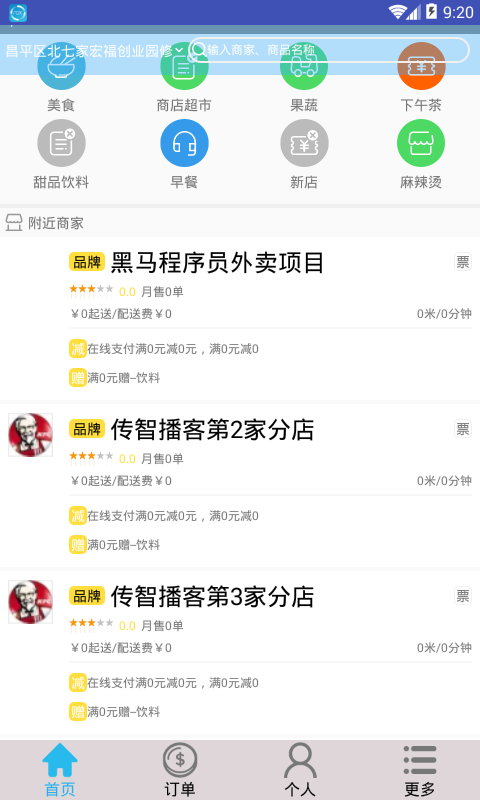 9:20
昌平区北七家宏福创业园修
输人商家、商品名称
美食
商店超市
果蔬
下午茶
甜品饮料
早餐
新店
麻辣烫
附近商家
品牌 黑马程序员外卖项目 票
0.0 月售0单
￥0起送/配送费￥0 0米/0分钟
减在线支付满0元减0元，满0元减0
赠满0元赠–饮料
品牌 传智播客第2家分店 票
0.0 月售0单
￥0起送/配送费￥0 0米/0分钟
减在线支付满0元减0元，满0元减0
赠满0元赠–饮料
品牌 传智播客第3家分店 票
0.0 月售0单
￥0起送/配送费￥0 0米/0分钟
减在线支付满0元减0元，满0元减0
赠满0元赠–饮料
首页
订单
个人
更多